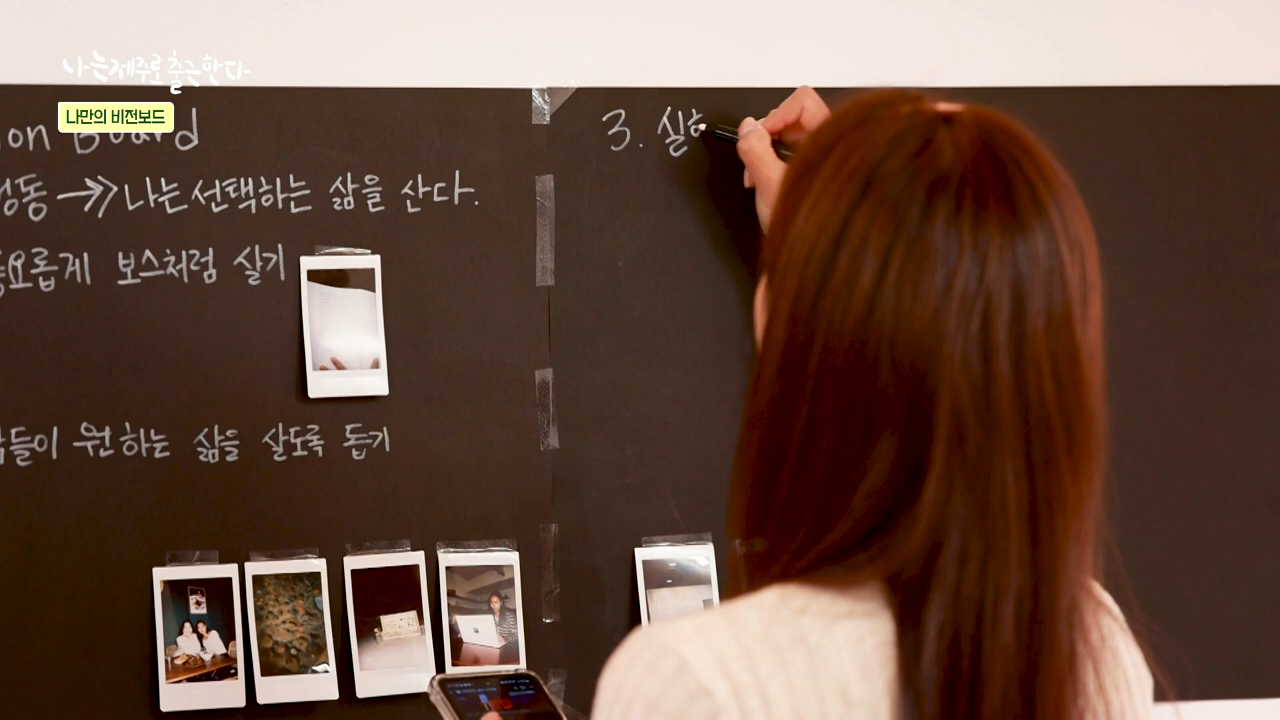 나는 제주로 출근한다
나만의 비전보드
on Board
정동 → 나는 선택하는 삶을 산다.
풍요롭게 보스처럼 살기
들이 원하는 삶을 살도록 돕기
3. 실